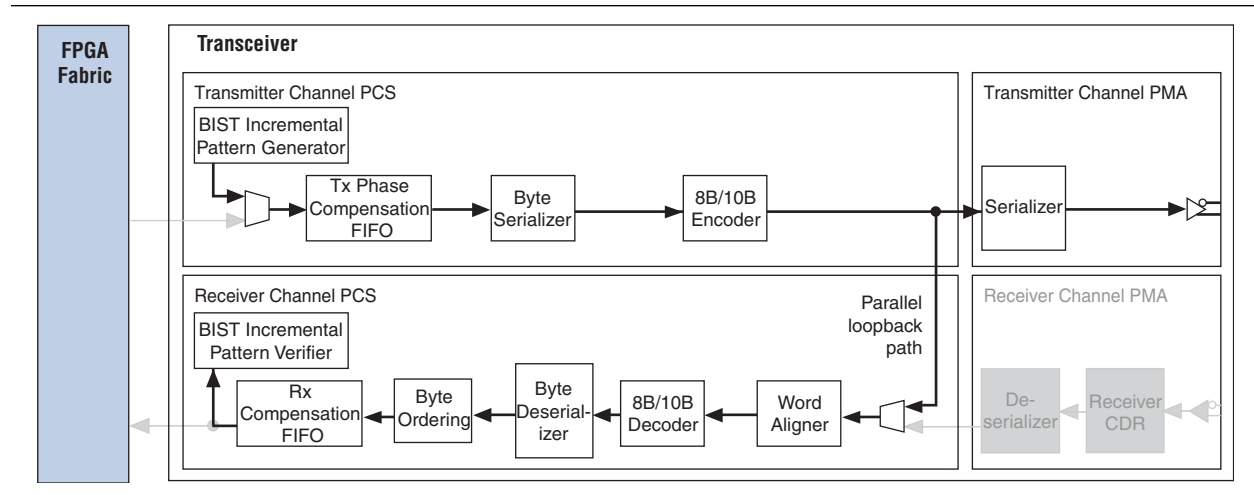 FPGA
Fabric
Transceiver
Transmitter Channel PCS
BIST Incremental
Pattern Generator
Tx Phase
Compensation
FIFO
Byte
Serializer
8B/10B
Encoder
Transmitter Channel PMA
Serializer
Receiver Channel PCS
BIST Incremental
Pattern Verifier
Rx
Compensation
FIFO
Byte
Ordering
Byte
Deserial-
izer
8B/10B
Decoder
Word
Aligner
Parallel
loopback
path
Receiver Channel PMA
De-
serializer
Receiver
CDR